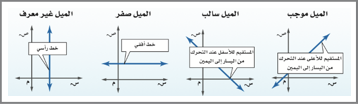 الميل موجب
الميل سالب
الميل صفر
الميل غير معرف
المستقيم للأعلى عند التحرك
من اليسار إلى اليمين
المستقيم للأسفل عند التحرك
من اليسار إلى اليمين
خط أفقي
خط رأسي
ص
س
م
ص
س
م
ص
س
م
ص
س
م